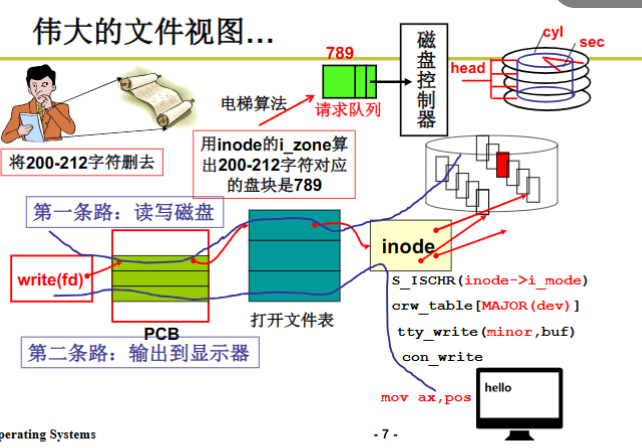 伟大的文件视图…
789
磁盘控制器
head
cyl
sec
电梯算法
请求队列
将200-212字符删去
用inode的i_zone算
出200-212字符对应
的盘块是789
第一条路：读写磁盘
write(fd)
PCB
打开文件表
inode
第二条路：输出到显示器
S_ISCHR(inode->i_mode)
crw_table[MAJOR(dev)]
tty_write(minor,buf)
con_write
mov ax,pos
hello
perating Systems
- 7 -